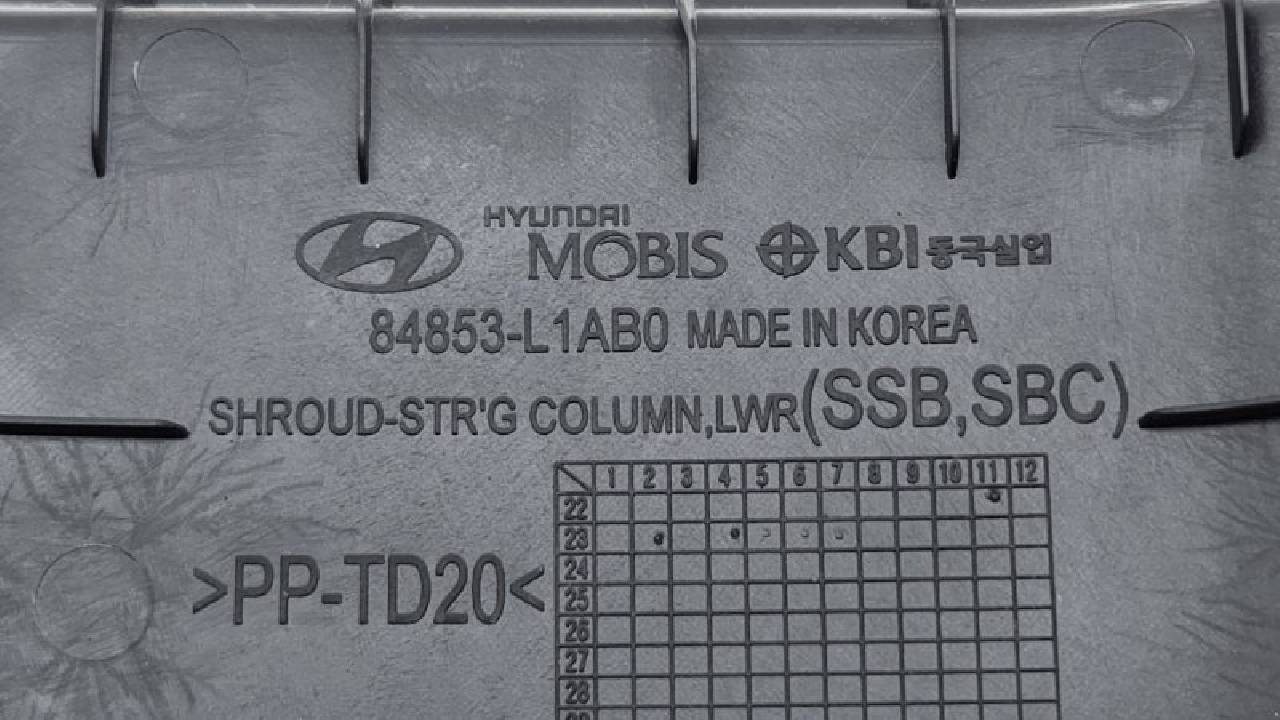 HYUNDAI
MOBIS KBI 동국실업
84853-L1AB0 MADE IN KOREA
SHROUD-STR'G COLUMN,LWR(SSB,SBC)
>PP-TD20<
1 2 3 4 5 6 7 8 9 10 11 12
22
23
24
25
26
27
28